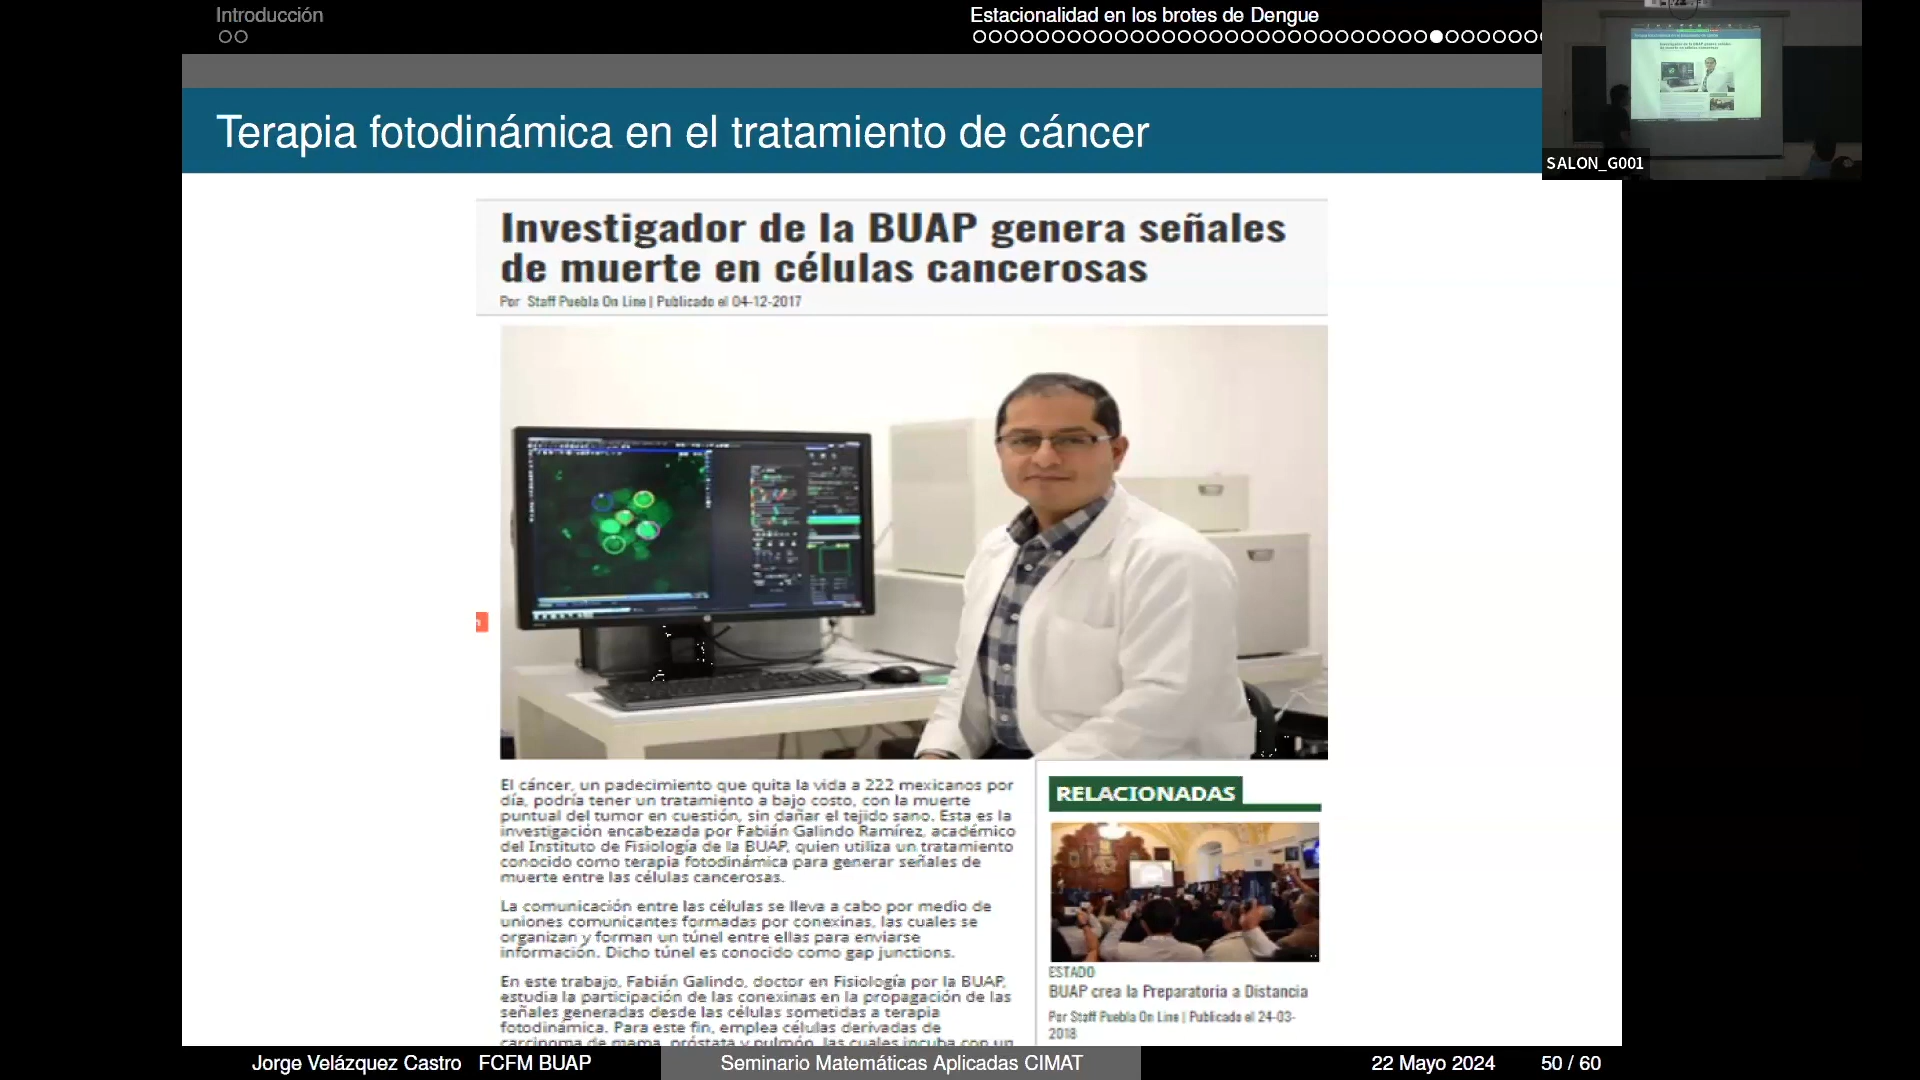 Introducción
Estacionalidad en los brotes de Dengue
SALON_G001
Terapia fotodinámica en el tratamiento de cáncer
Investigador de la BUAP genera señales
de muerte en células cancerosas
Por Staff Puebla On Line | Publicado el 04-12-2017
El cáncer, un padecimiento que quita la vida a 222 mexicanos por
día, podría tener un tratamiento a bajo costo, con la muerte
puntual del tumor en cuestión, sin dañar el tejido sano. Esta es la
investigación encabezada por Fabián Galindo Ramírez, académico
del Instituto de Fisiología de la BUAP, quien utiliza un tratamiento
conocido como terapia fotodinámica para generar señales de
muerte entre las células cancerosas.
La comunicación entre las células se lleva a cabo por medio de
uniones comunicantes formadas por conexinas, las cuales se
organizan y forman un túnel entre ellas para enviarse
información. Dicho túnel es conocido como gap junctions.
En este trabajo, Fabián Galindo, doctor en Fisiología por la BUAP,
estudia la participación de las conexinas en la propagación de las
señales generadas desde las células sometidas a terapia
fotodinámica. Para este fin, emplea células derivadas de
carcinoma de mama, próstata y pulmón, las cuales incuba con un
RELACIONADAS
ESTADO
BUAP crea la Preparatoria a Distancia
Por Staff Puebla On Line | Publicado el 24-03-
2018
Jorge Velázquez Castro FCFM BUAP
Seminario Matemáticas Aplicadas CIMAT
22 Mayo 2024
50 / 60